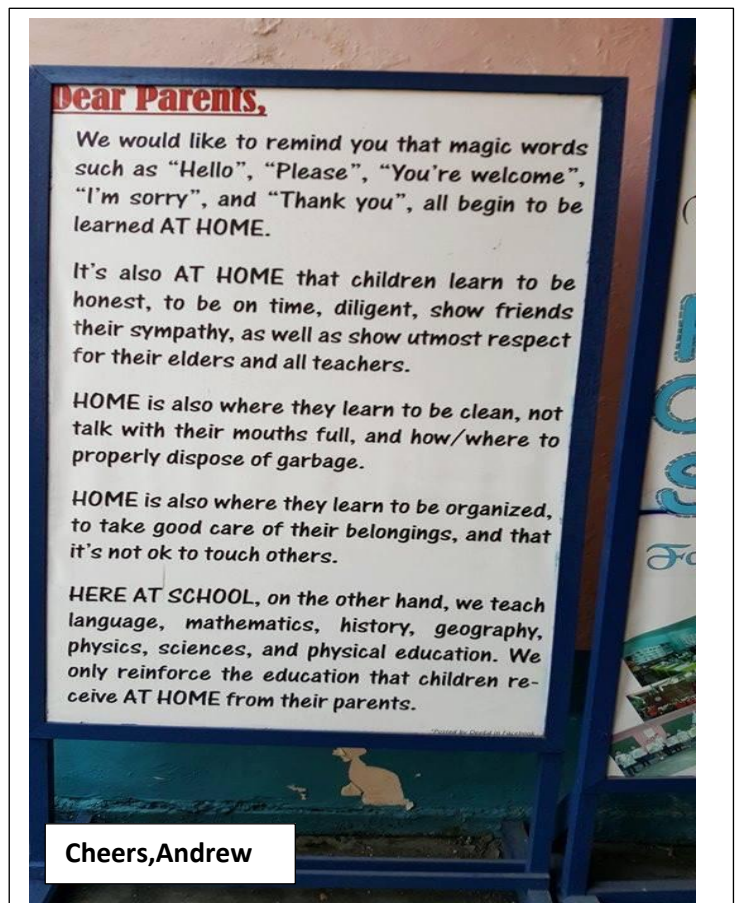 Dear Parents,
We would like to remind you that magic words
such as “Hello”, “Please”, “You’re welcome”,
“I’m sorry”, and “Thank you”, all begin to be
learned AT HOME.
It’s also AT HOME that children learn to be
honest, to be on time, diligent, show friends
their sympathy, as well as show utmost respect
for their elders and all teachers.
HOME is also where they learn to be clean, not
talk with their mouths full, and how/where to
properly dispose of garbage.
HOME is also where they learn to be organized,
to take good care of their belongings, and that
it’s not ok to touch others.
HERE AT SCHOOL, on the other hand, we teach
language, mathematics, history, geography,
physics, sciences, and physical education. We
only reinforce the education that children re-
ceive AT HOME from their parents.
Cheers,Andrew